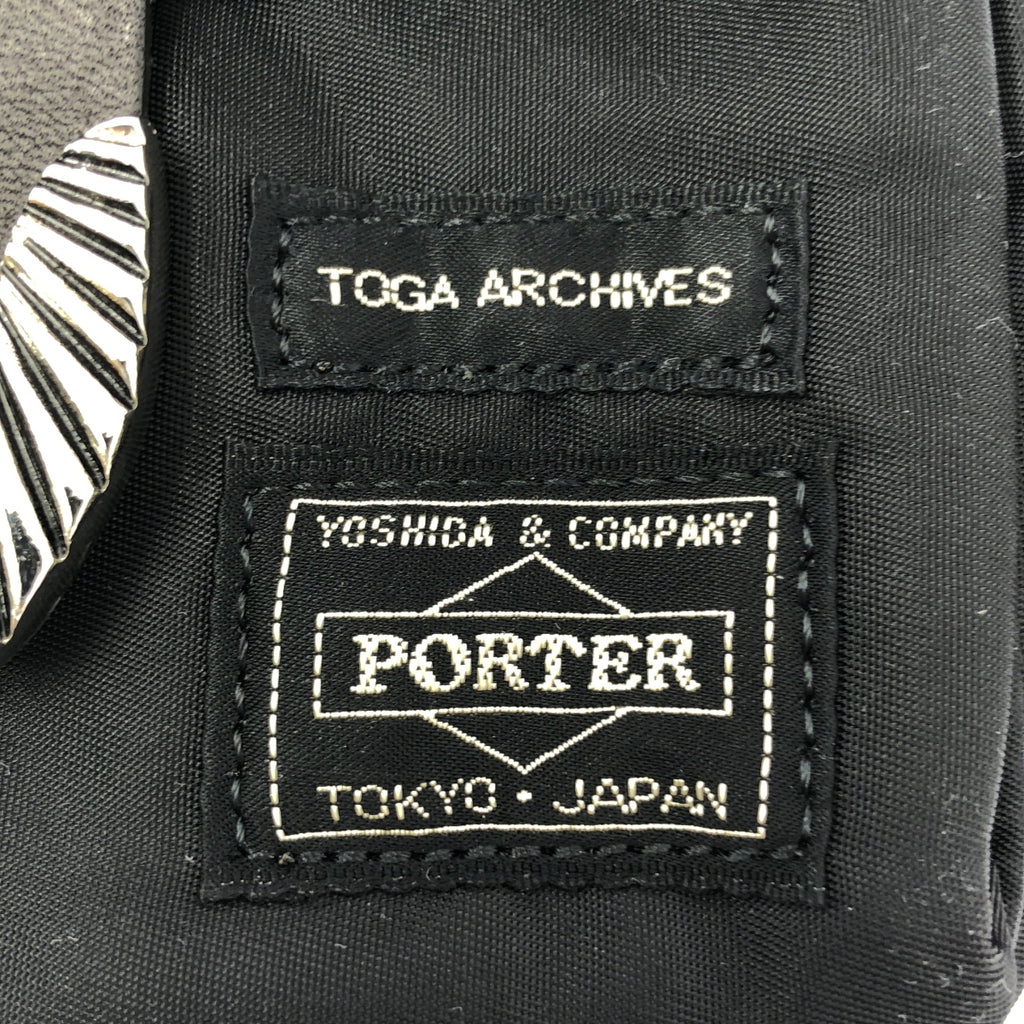 TOGA ARCHIVES
YOSHIDA & COMPANY
PORTER
TOKYO · JAPAN